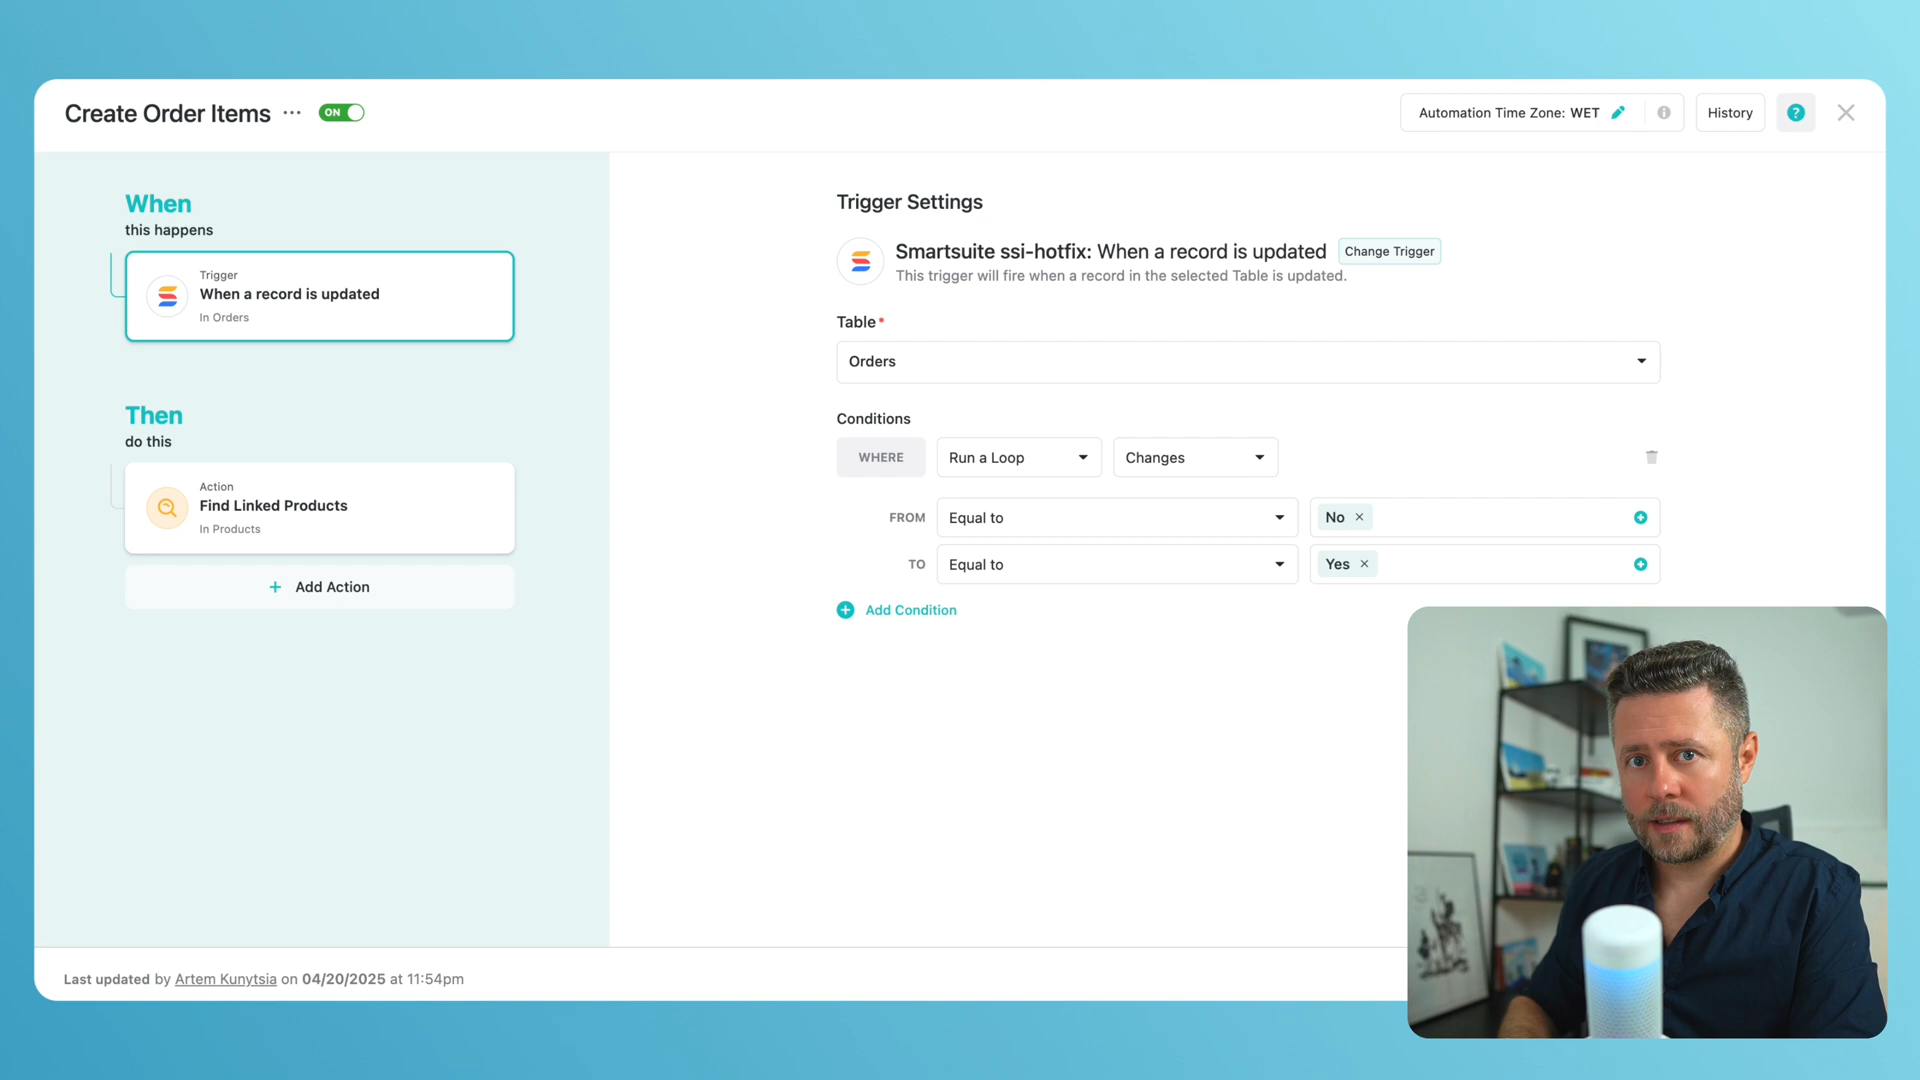 Create Order Items ... ON
Automation Time Zone: WET
History
?
When
this happens
Trigger
When a record is updated
In Orders
Then
do this
Action
Find Linked Products
In Products
+ Add Action
Trigger Settings
Smartsuite ssi-hotfix: When a record is updated
Change Trigger
This trigger will fire when a record in the selected Table is updated.
Table*
Orders
Conditions
WHERE Run a Loop Changes
FROM Equal to No ×
TO Equal to Yes ×
Add Condition
Last updated by Artem Kunytsia on 04/20/2025 at 11:54pm